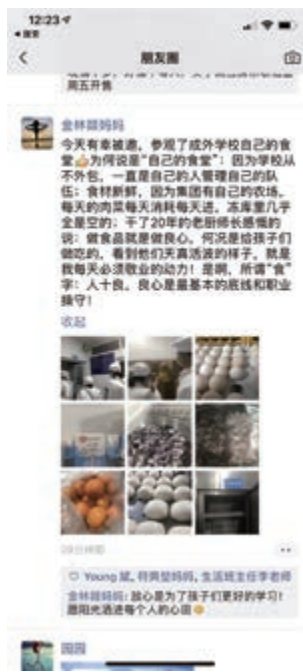 12:23
朋友圈
周五开售
金林顾妈妈
今天有幸被邀,参观了成外学校自己的食
堂👍为何说是“自己的食堂”:因为学校从
不外包,一直是自己的人管理自己的队
伍;食材新鲜,因为集团有自己的农场,
每天的肉菜每天消耗每天进,冻库里几乎
全是空的;干了20年的老厨师长感慨的
说:做食品就是做良心,何况是给孩子们
做吃的,看到他们天真活波的样子,就是
我每天必须敬业的动力!是啊,所谓“食”
字:人十良,良心是最基本的底线和职业
操守!
收起
Young 斌, 符男堃妈妈, 生活班主任李老师
金林顾妈妈: 放心是为了孩子们更好的学习!
愿阳光洒进每个人的心田
园园